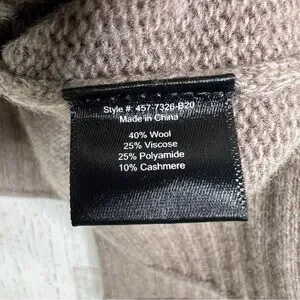 Style #: 457-7326-B20
Made in China
40% Wool
25% Viscose
25% Polyamide
10% Cashmere